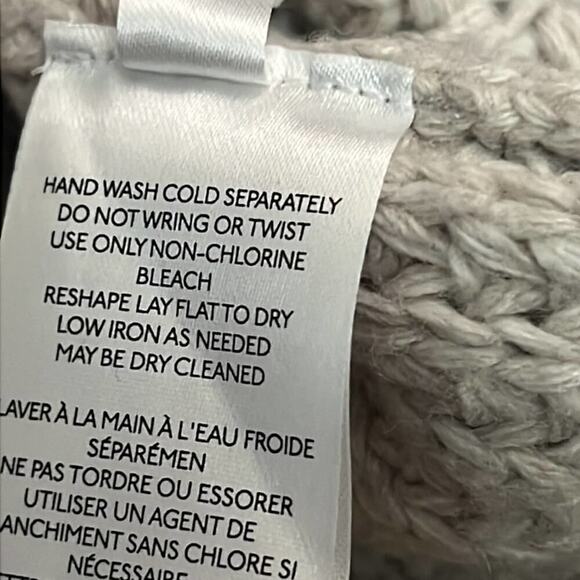 HAND WASH COLD SEPARATELY
DO NOT WRING OR TWIST
USE ONLY NON-CHLORINE
BLEACH
RESHAPE LAY FLAT TO DRY
LOW IRON AS NEEDED
MAY BE DRY CLEANED
LAVER À LA MAIN À L'EAU FROIDE
SÉPARÉMEN
NE PAS TORDRE OU ESSORER
UTILISER UN AGENT DE
ANCHIMENT SANS CHLORE SI
NÉCESSAIRE